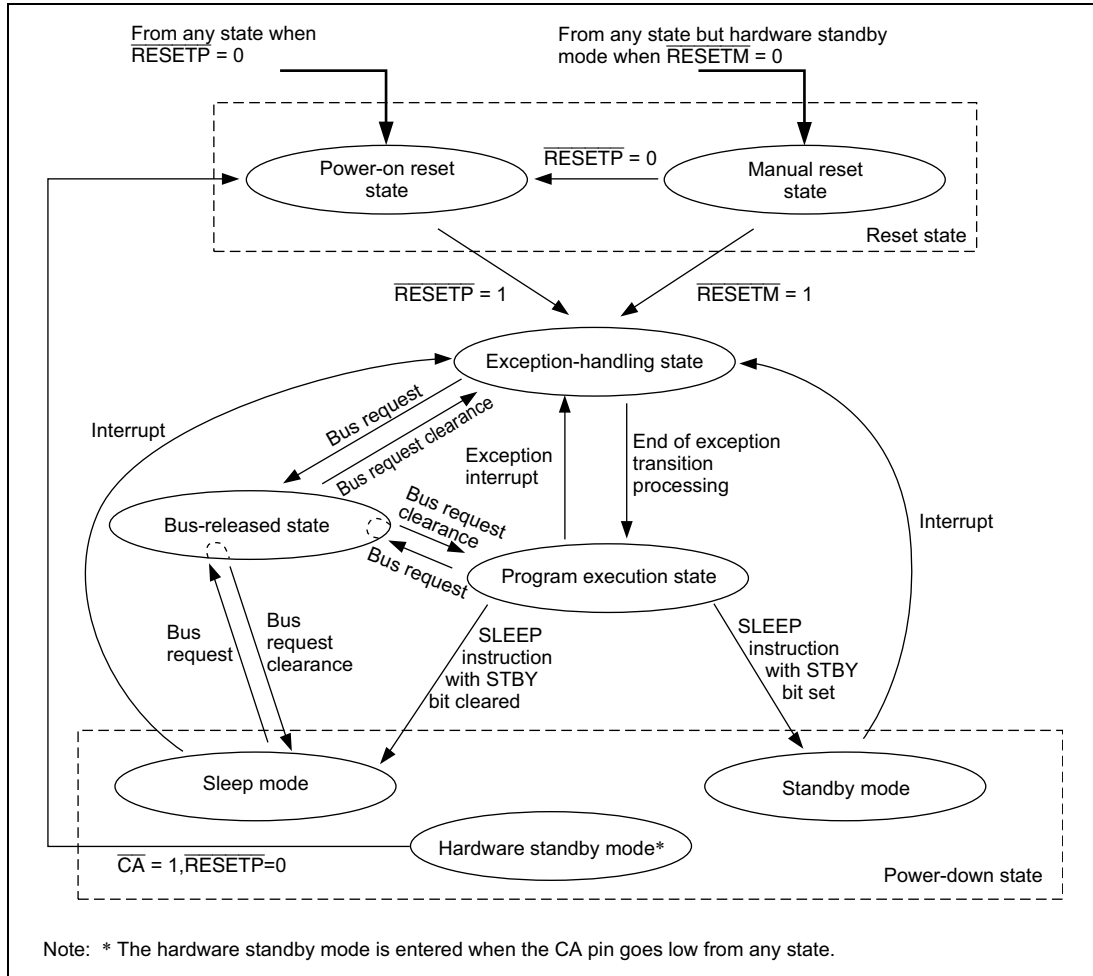 From any state when
RESETP = 0
From any state but hardware standby
mode when RESETM = 0
Power-on reset
state
RESETP = 0
Manual reset
state
Reset state
RESETP = 1
RESETM = 1
Exception-handling state
Interrupt
Bus request
Bus request clearance
Exception
interrupt
End of exception
transition
processing
Interrupt
Bus-released state
Bus request
clearance
Bus request
Program execution state
Bus
request
Bus
request
clearance
SLEEP
instruction
with STBY
bit cleared
SLEEP
instruction
with STBY
bit set
Sleep mode
Standby mode
Hardware standby mode*
CA = 1,RESETP=0
Power-down state
Note: * The hardware standby mode is entered when the CA pin goes low from any state.